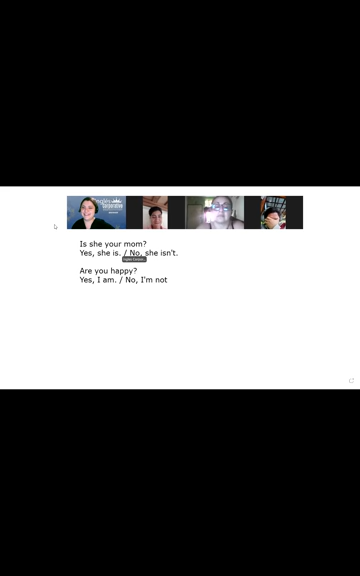 Is she your mom?
Yes, she is. / No, she isn't.
Are you happy?
Yes, I am. / No, I'm not